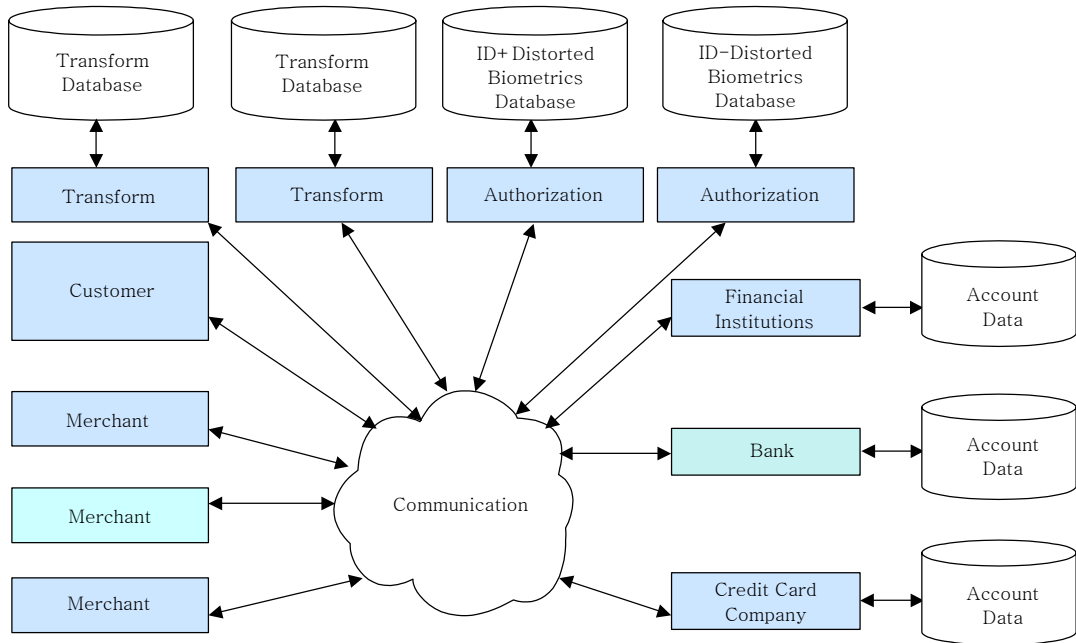 Transform
Database
Transform
Database
ID+Distorted
Biometrics
Database
ID-Distorted
Biometrics
Database
Transform
Transform
Authorization
Authorization
Customer
Financial
Institutions
Account
Data
Merchant
Bank
Account
Data
Merchant
Communication
Merchant
Credit Card
Company
Account
Data